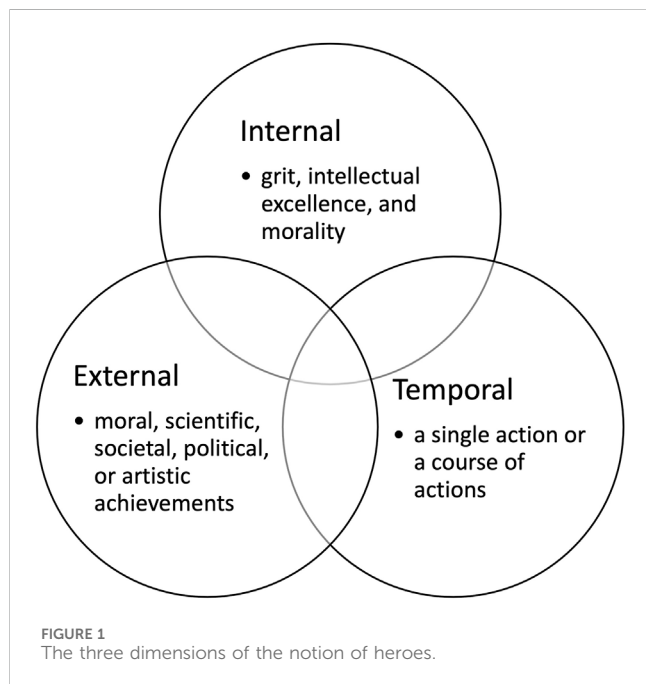 Internal
• grit, intellectual
excellence, and
morality
External
• moral, scientific,
societal, political,
or artistic
achievements
Temporal
• a single action or
a course of
actions
FIGURE 1
The three dimensions of the notion of heroes.